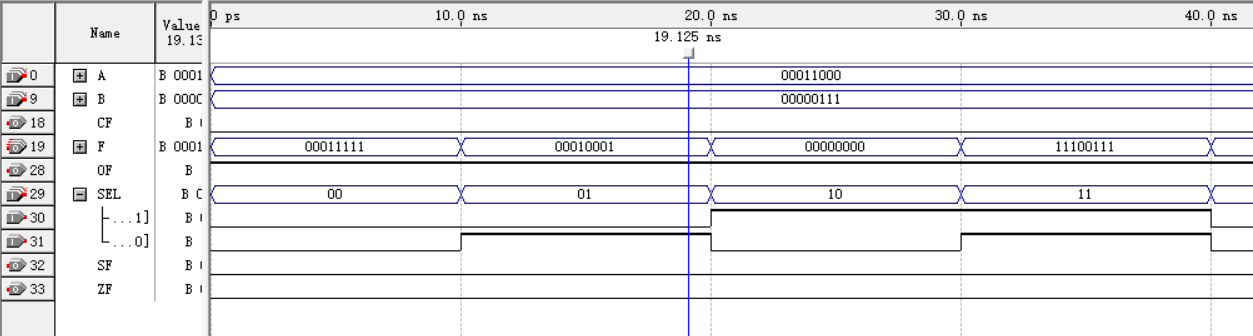 0 ps 10.0 ns 20.0 ns 30.0 ns 40.0 ns
Name Value 19.13
19.125 ns
0 A B 0001 00011000
9 B B 0000 00000111
18 CF B
19 F B 0001 00011111 00010001 00000000 11100111
28 OF B
29 SEL B 00 01 10 11
30 ...1] B
31 ...0] B
32 SF B
33 ZF B